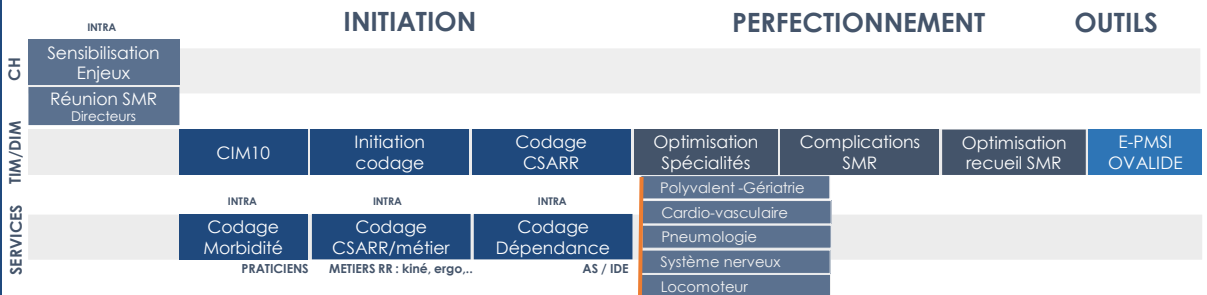 INTRA
INITIATION
PERFECTIONNEMENT
OUTILS
CH
Sensibilisation
Enjeux
Réunion SMR
Directeurs
TIM/DIM
CIM10
Initiation
codage
Codage
CSARR
Optimisation
Spécialités
Complications
SMR
Optimisation
recueil SMR
E-PMSI
OVALIDE
Polyvalent -Gériatrie
Cardio-vasculaire
Pneumologie
Système nerveux
Locomoteur
SERVICES
INTRA
Codage
Morbidité
PRATICIENS
INTRA
Codage
CSARR/métier
METIERS RR : kiné, ergo,..
INTRA
Codage
Dépendance
AS / IDE